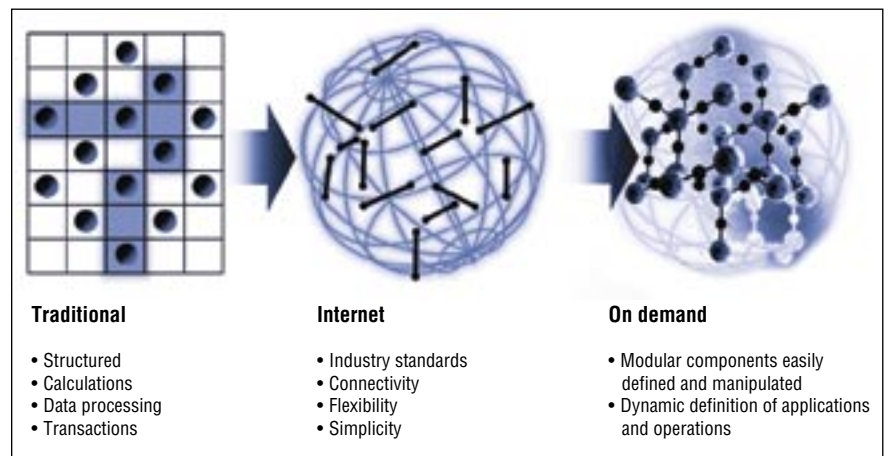 Traditional
• Structured
• Calculations
• Data processing
• Transactions
Internet
• Industry standards
• Connectivity
• Flexibility
• Simplicity
On demand
• Modular components easily
defined and manipulated
• Dynamic definition of applications
and operations